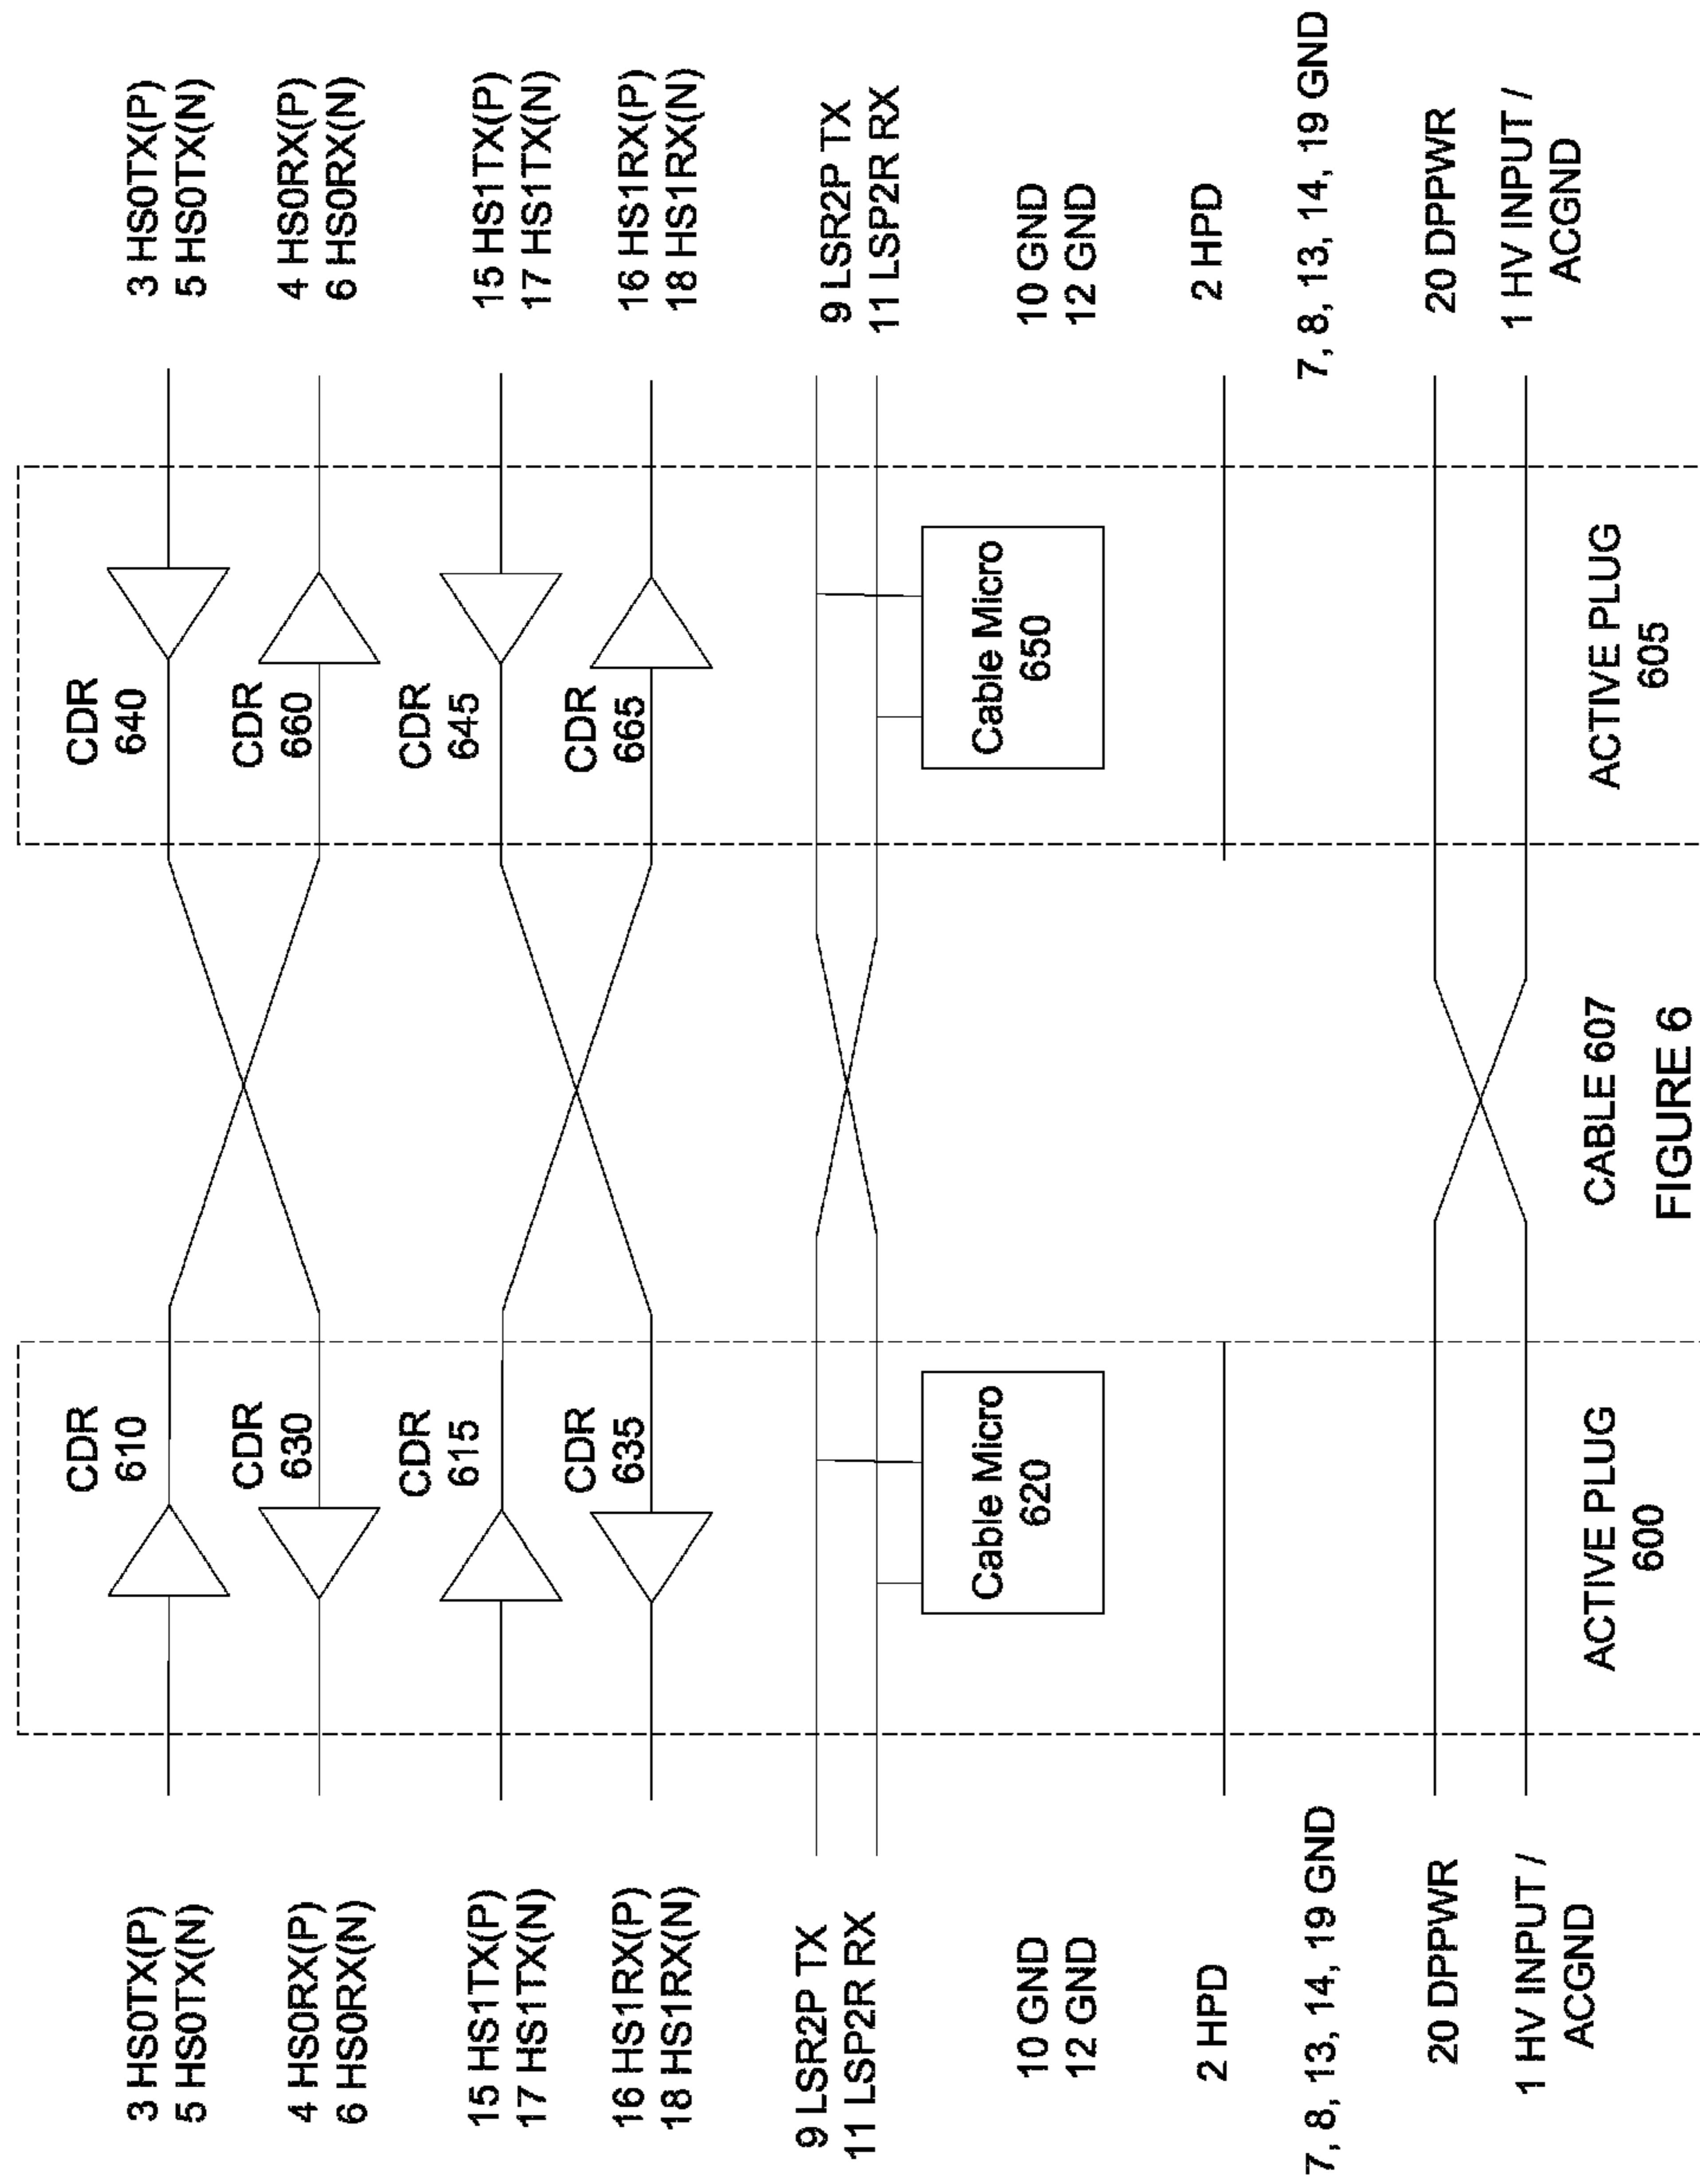 3 HS0TX(P)
5 HS0TX(N)
4 HS0RX(P)
6 HS0RX(N)
15 HS1TX(P)
17 HS1TX(N)
16 HS1RX(P)
18 HS1RX(N)
9 LSR2P TX
11 LSP2R RX
10 GND
12 GND
2 HPD
7, 8, 13, 14, 19 GND
20 DPPWR
1 HV INPUT /
ACGND
CDR
610
CDR
630
CDR
615
CDR
635
Cable Micro
620
ACTIVE PLUG
600
CABLE 607
FIGURE 6
CDR
640
CDR
660
CDR
645
CDR
665
Cable Micro
650
ACTIVE PLUG
605
3 HS0TX(P)
5 HS0TX(N)
4 HS0RX(P)
6 HS0RX(N)
15 HS1TX(P)
17 HS1TX(N)
16 HS1RX(P)
18 HS1RX(N)
9 LSR2P TX
11 LSP2R RX
10 GND
12 GND
2 HPD
7, 8, 13, 14, 19 GND
20 DPPWR
1 HV INPUT /
ACGND